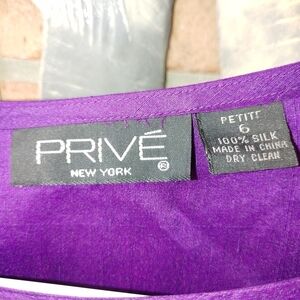 PRIVÉ®
NEW YORK
PETITE
6
100% SILK
MADE IN CHINA
DRY CLEAN